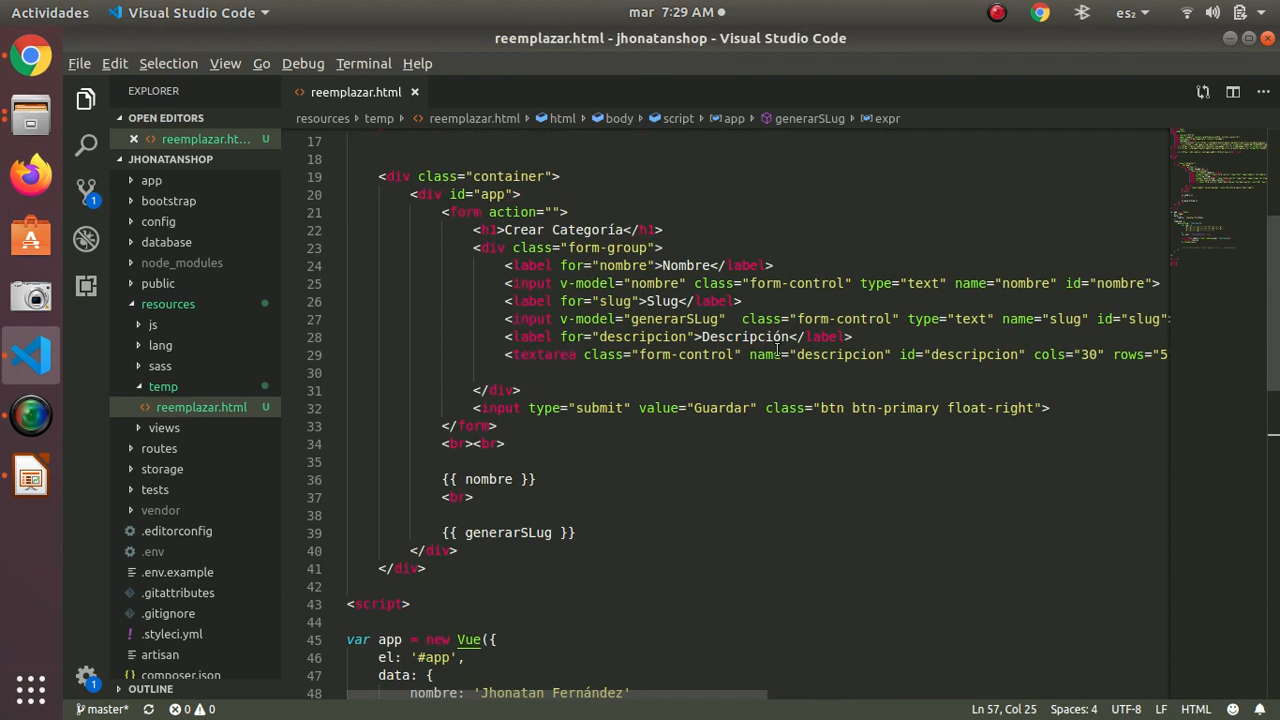 Actividades
Visual Studio Code
mar 7:29 AM
es₂
reemplazar.html - jhonatanshop - Visual Studio Code
File Edit Selection View Go Debug Terminal Help
EXPLORER
OPEN EDITORS
reemplazar.ht... U
JHONATANSHOP
app
bootstrap
config
database
node_modules
public
resources
js
lang
sass
temp
reemplazar.html U
views
routes
storage
tests
vendor
.editorconfig
.env
.env.example
.gitattributes
.gitignore
.styleci.yml
artisan
composer.json
OUTLINE
1
1
reemplazar.html
resources temp reemplazar.html html body script app generarSLug expr
17
18
19 <div class="container">
20 <div id="app">
21 <form action="">
22 <h1>Crear Categoría</h1>
23 <div class="form-group">
24 <label for="nombre">Nombre</label>
25 <input v-model="nombre" class="form-control" type="text" name="nombre" id="nombre">
26 <label for="slug">Slug</label>
27 <input v-model="generarSLug"  class="form-control" type="text" name="slug" id="slug">
28 <label for="descripcion">Descripción</label>
29 <textarea class="form-control" name="descripcion" id="descripcion" cols="30" rows="5
30
31 </div>
32 <input type="submit" value="Guardar" class="btn btn-primary float-right">
33 </form>
34 <br><br>
35
36 {{ nombre }}
37 <br>
38
39 {{ generarSLug }}
40 </div>
41 </div>
42
43 <script>
44
45 var app = new Vue({
46 el: '#app',
47 data: {
48 nombre: 'Jhonatan Fernández'
master* 0 0 Ln 57, Col 25 Spaces: 4 UTF-8 LF HTML